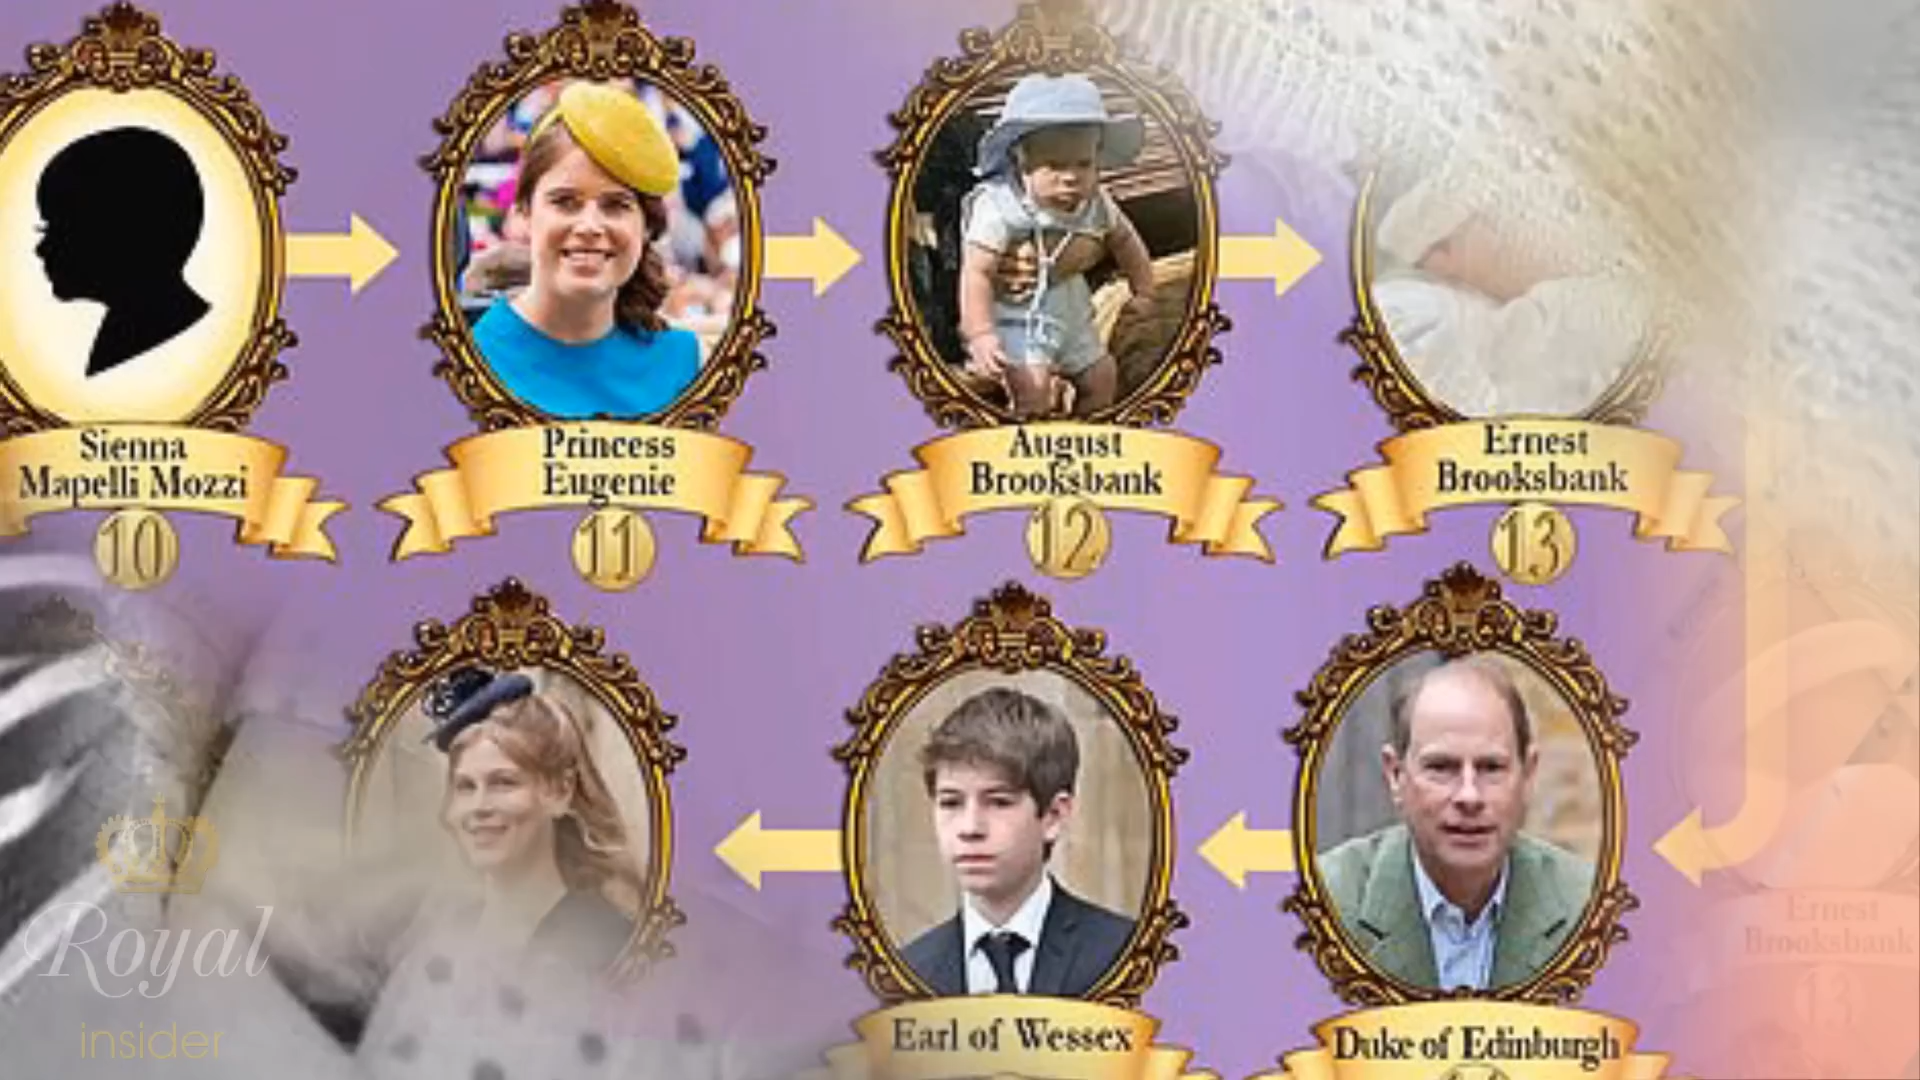 Sienna
Mapelli Mozzi
10
Princess
Eugenie
11
August
Brooksbank
12
Ernest
Brooksbank
13
Earl of Wessex
Duke of Edinburgh
Ernest
Brooksbank
13
Royal
insider